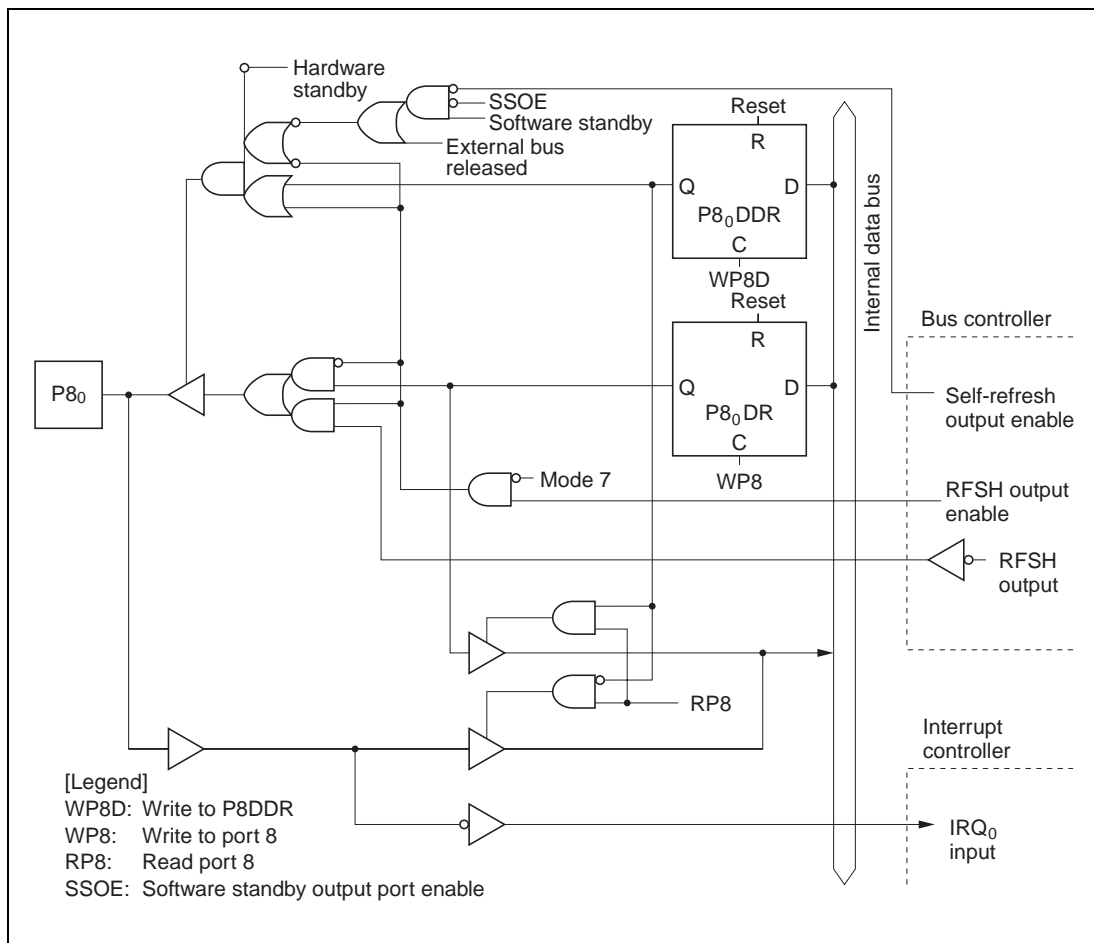 Hardware
standby
SSOE
Software standby
External bus
released
Reset
R
Q
D
P8₀DDR
C
WP8D
Reset
R
Q
D
P8₀DR
C
WP8
Internal data bus
Bus controller
Self-refresh
output enable
P8₀
Mode 7
RFSH output
enable
RFSH
output
RP8
Interrupt
controller
IRQ₀
input
[Legend]
WP8D: Write to P8DDR
WP8: Write to port 8
RP8: Read port 8
SSOE: Software standby output port enable